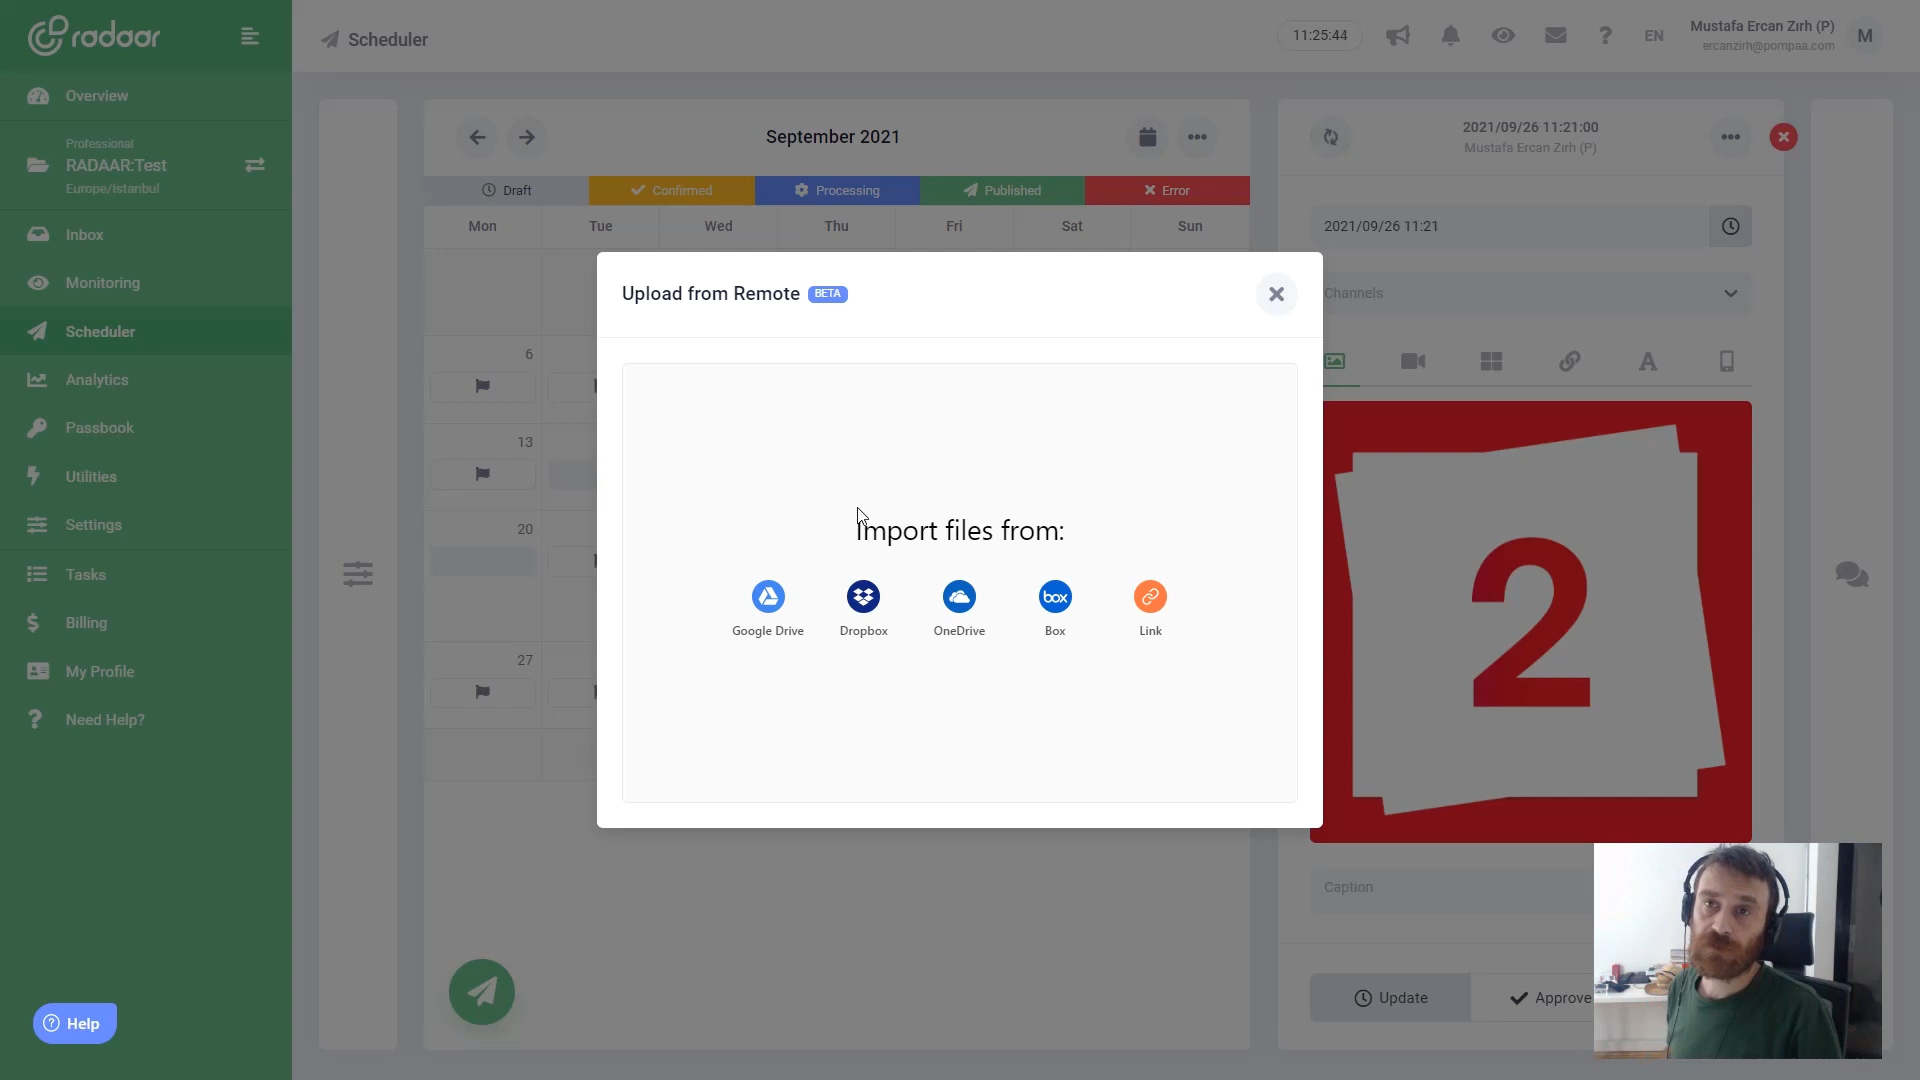 radaar
Scheduler
11:25:44
EN
Mustafa Ercan Zırh (P)
ercanzirh@pompaa.com
M
Overview
Professional
RADAAR:Test
Europe/Istanbul
Inbox
Monitoring
Scheduler
Analytics
Passbook
Utilities
Settings
Tasks
Billing
My Profile
Need Help?
Help
September 2021
Draft
Confirmed
Processing
Published
Error
Mon
Tue
Wed
Thu
Fri
Sat
Sun
6
13
20
27
Upload from Remote BETA
Import files from:
Google Drive
Dropbox
OneDrive
box
Box
Link
2021/09/26 11:21:00
Mustafa Ercan Zırh (P)
2021/09/26 11:21
Channels
A
2
Caption
Update
Approve